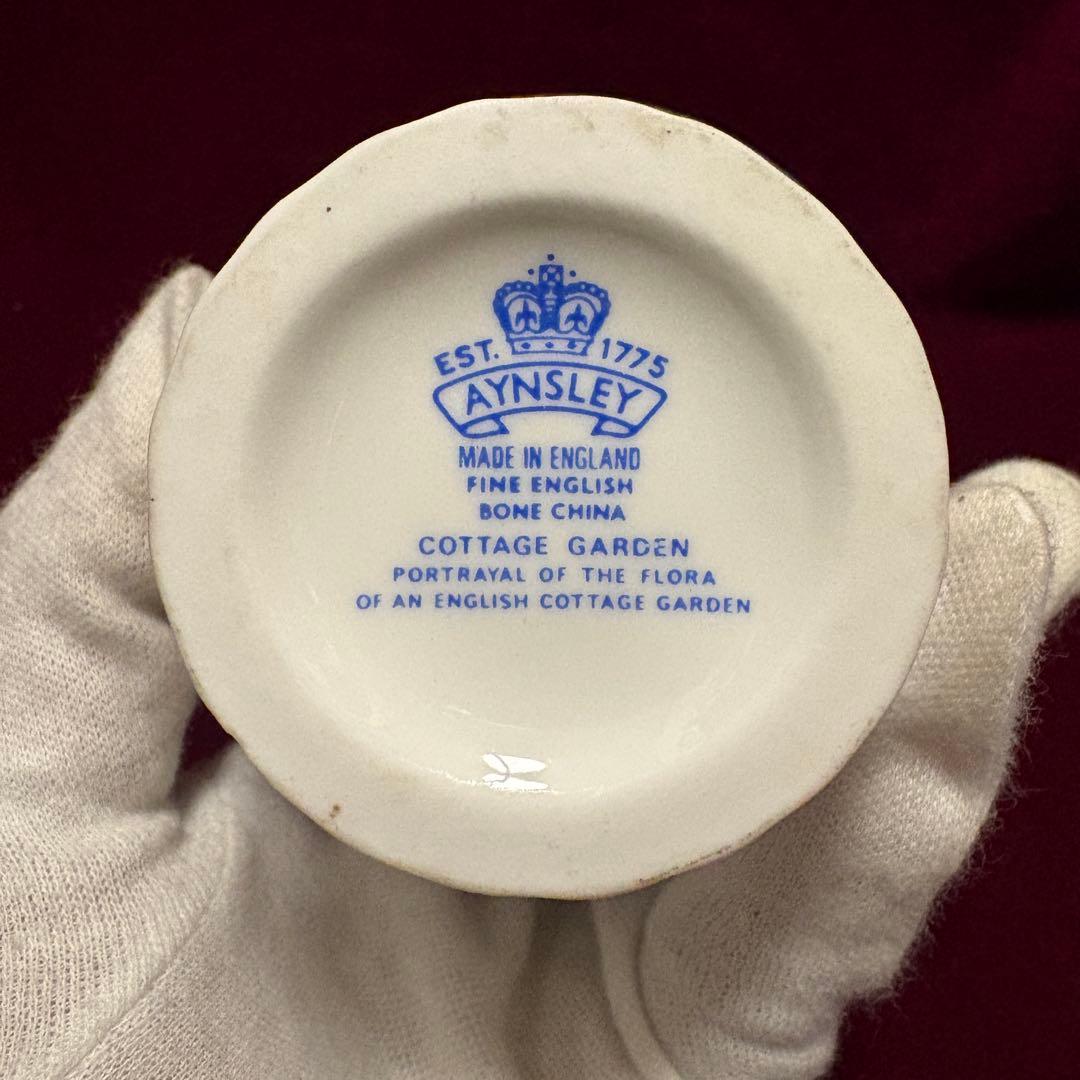 EST. 1775
AYNSLEY
MADE IN ENGLAND
FINE ENGLISH
BONE CHINA
COTTAGE GARDEN
PORTRAYAL OF THE FLORA
OF AN ENGLISH COTTAGE GARDEN